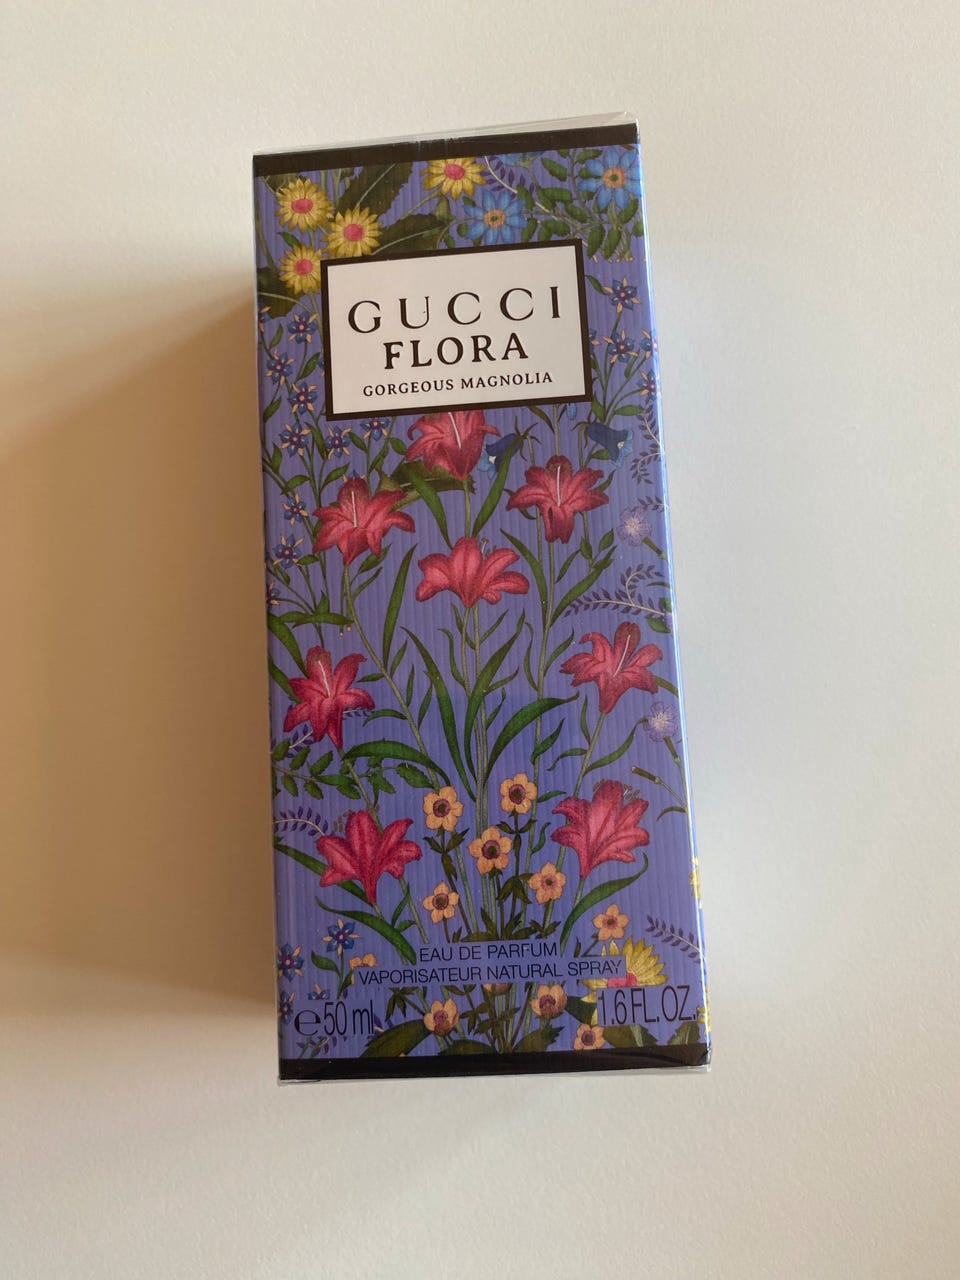 GUCCI
FLORA
GORGEOUS MAGNOLIA
EAU DE PARFUM
VAPORISATEUR NATURAL SPRAY
℮50 ml 1.6 FL. OZ.